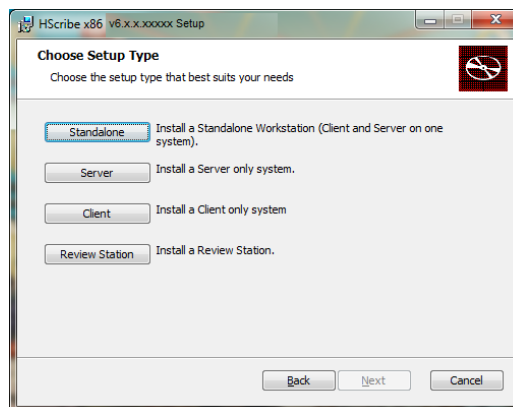 HScribe x86 v6.x.x.xxxxx Setup
Choose Setup Type
Choose the setup type that best suits your needs
Standalone Install a Standalone Workstation (Client and Server on one
system).
Server Install a Server only system.
Client Install a Client only system
Review Station Install a Review Station.
Back Next Cancel